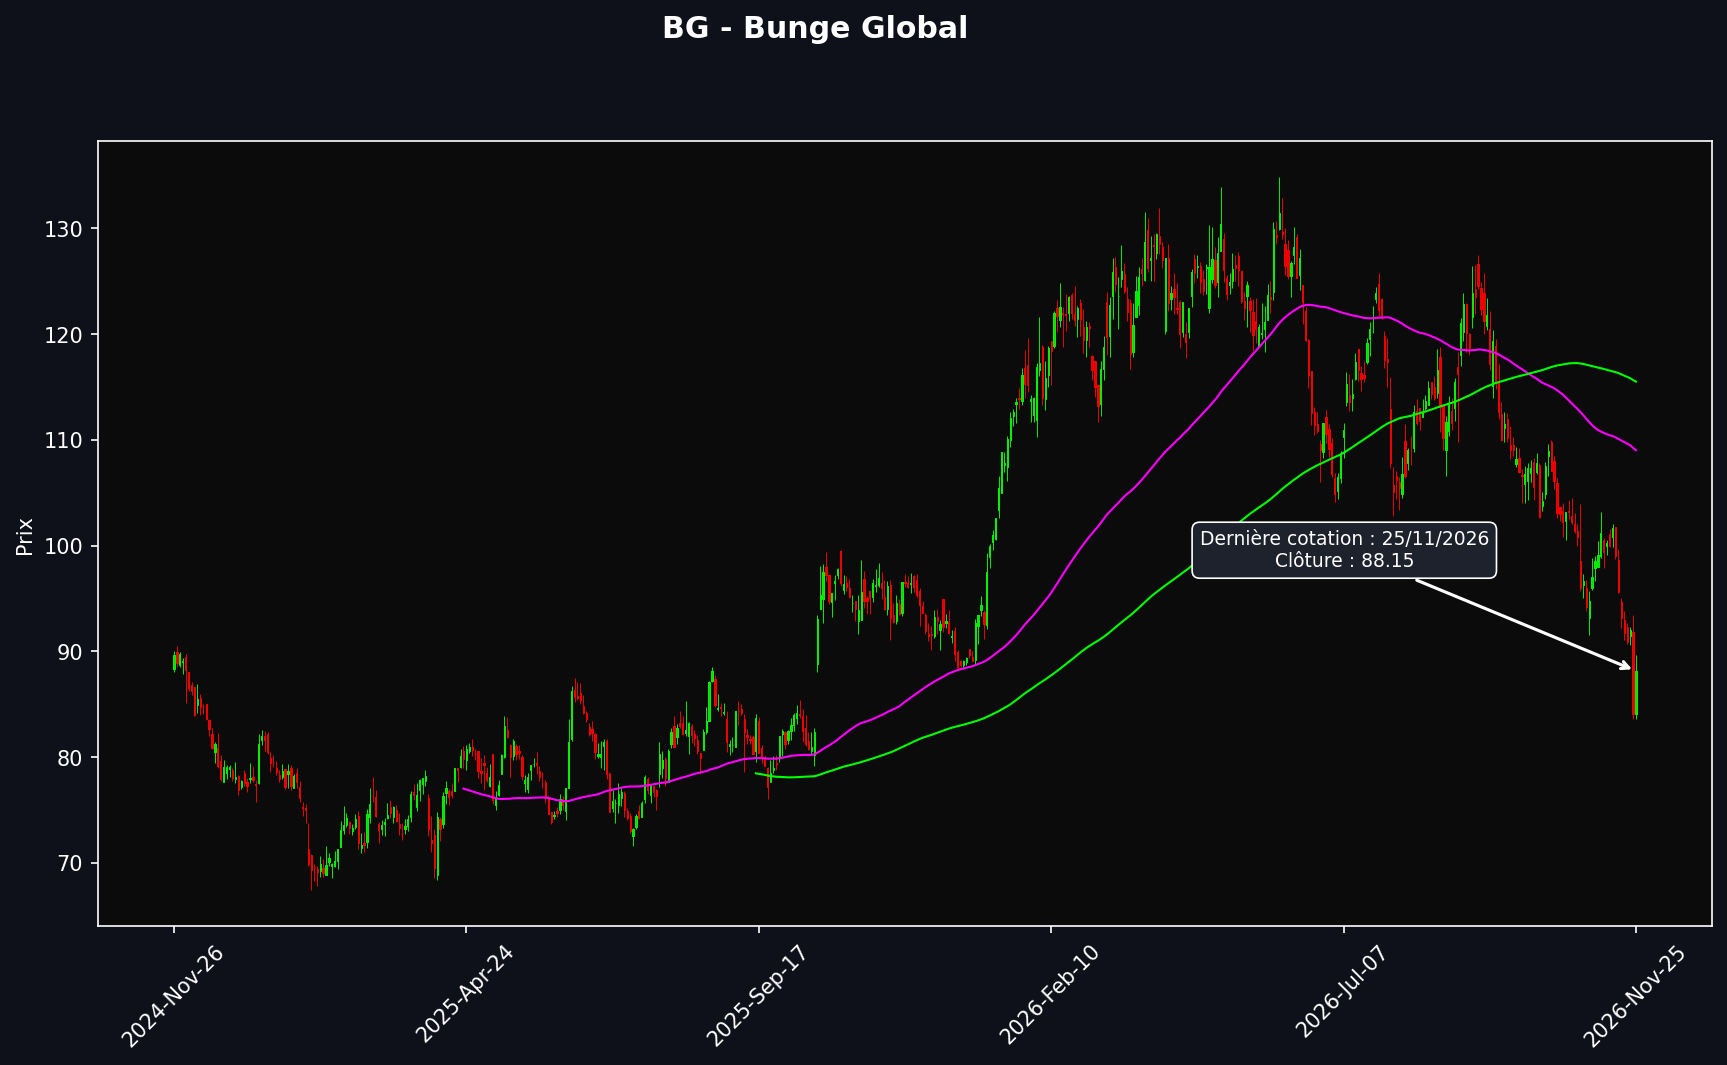 BG - Bunge Global
Prix
130
120
110
100
90
80
70
Dernière cotation : 25/11/2026
Clôture : 88.15
2024-Nov-26
2025-Apr-24
2025-Sep-17
2026-Feb-10
2026-Jul-07
2026-Nov-25